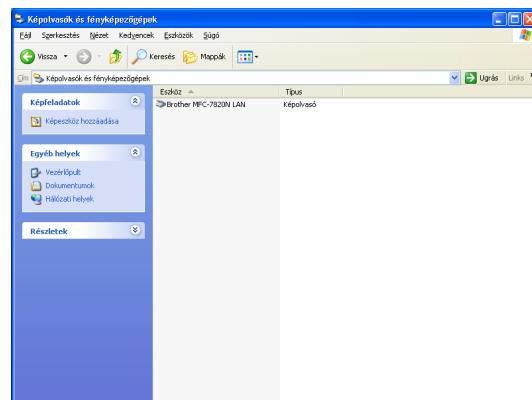 Képolvasók és fényképezőgépek
Fájl Szerkesztés Nézet Kedvencek Eszközök Súgó
Vissza Keresés Mappák
Cím Képolvasók és fényképezőgépek Ugrás Links
Eszköz Típus
Brother MFC-7820N LAN Képolvasó
Képfeladatok
Képeszköz hozzáadása
Egyéb helyek
Vezérlőpult
Dokumentumok
Hálózati helyek
Részletek